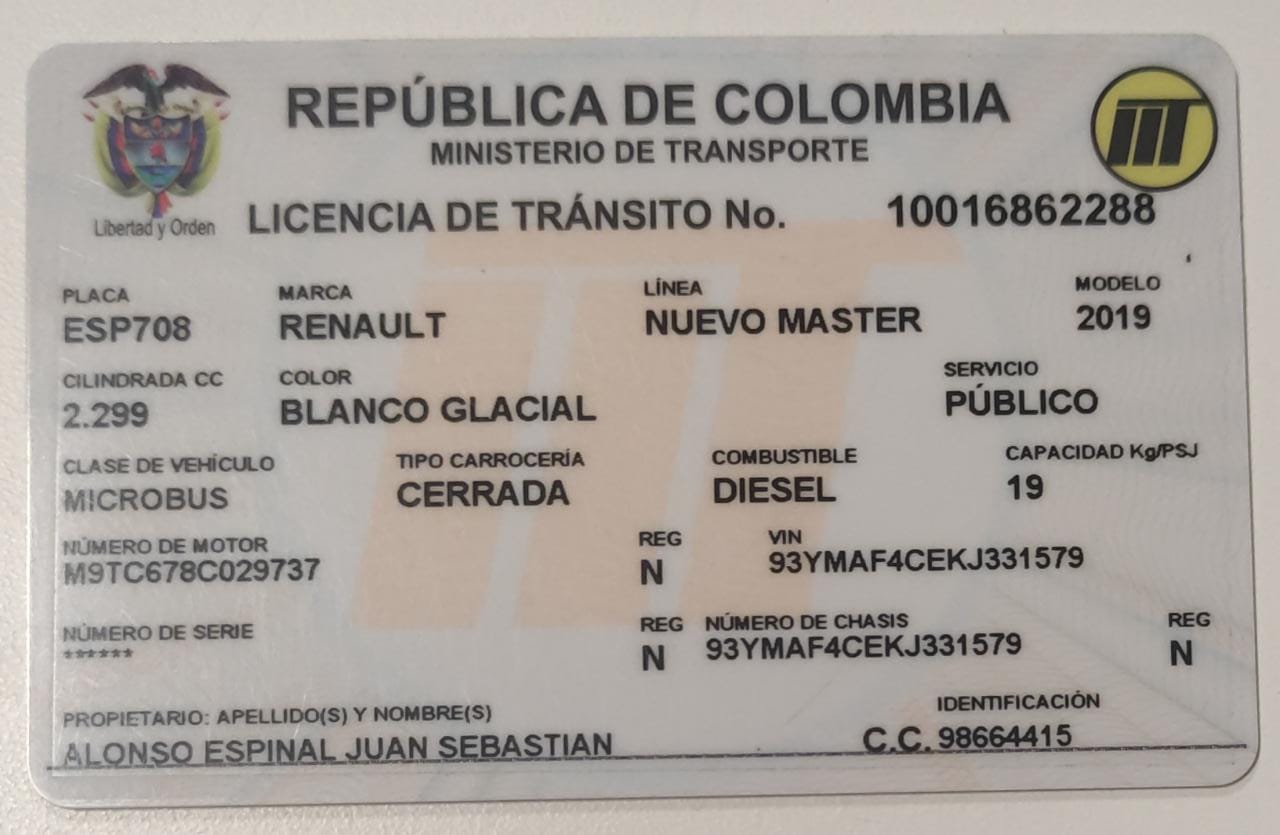 REPÚBLICA DE COLOMBIA
MINISTERIO DE TRANSPORTE
Libertad y Orden
LICENCIA DE TRÁNSITO No. 10016862288
PLACA MARCA LÍNEA MODELO
ESP708 RENAULT NUEVO MASTER 2019
CILINDRADA CC COLOR SERVICIO
2.299 BLANCO GLACIAL PÚBLICO
CLASE DE VEHÍCULO TIPO CARROCERÍA COMBUSTIBLE CAPACIDAD Kg/PSJ
MICROBUS CERRADA DIESEL 19
NÚMERO DE MOTOR REG VIN
M9TC678C029737 N 93YMAF4CEKJ331579
NÚMERO DE SERIE REG NÚMERO DE CHASIS REG
****** N 93YMAF4CEKJ331579 N
PROPIETARIO: APELLIDO(S) Y NOMBRE(S) IDENTIFICACIÓN
ALONSO ESPINAL JUAN SEBASTIAN C.C. 98664415